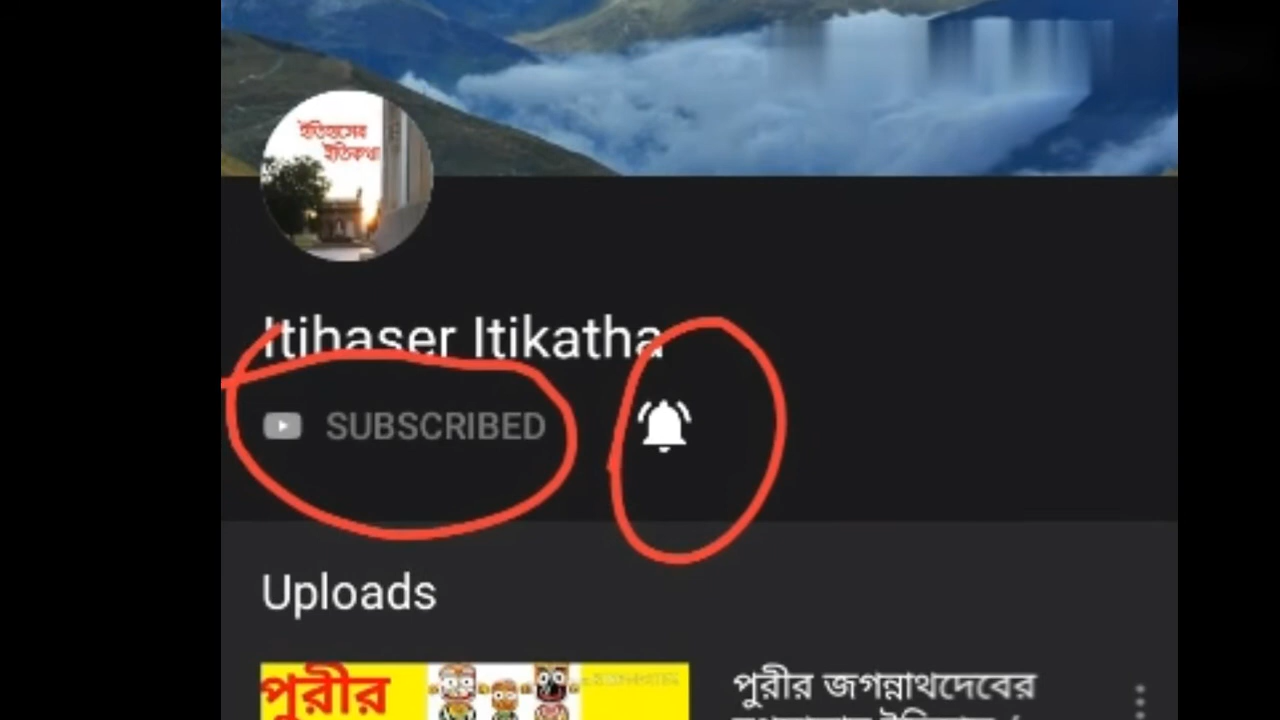 ইতিহাসের
ইতিকথা
Itihaser Itikatha
SUBSCRIBED
Uploads
পুরীর
পুরীর জগন্নাথদেবের